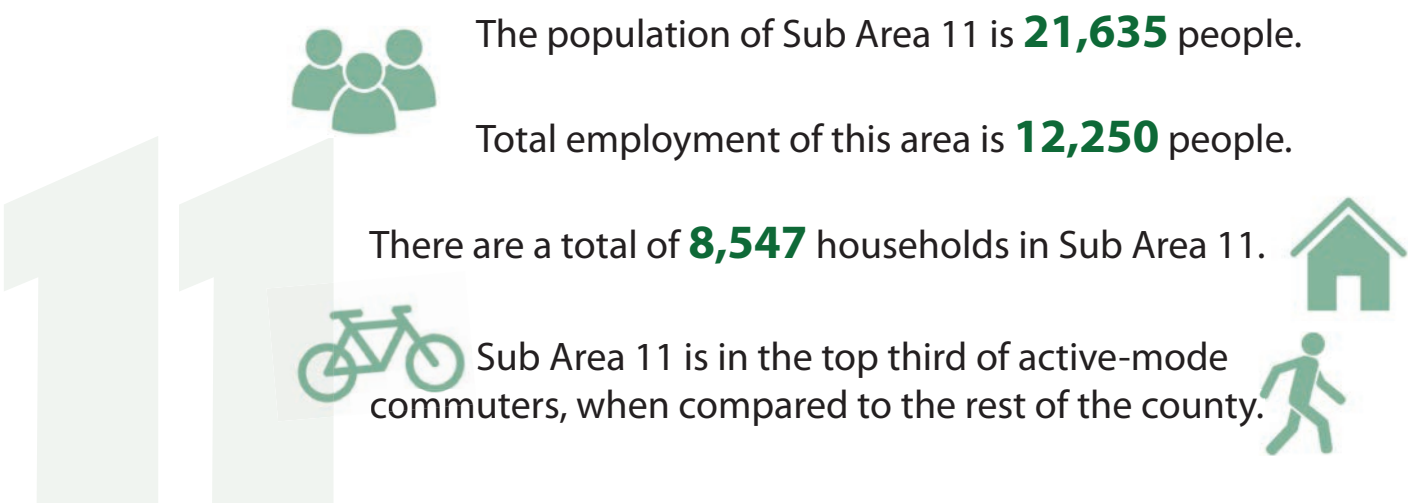 The population of Sub Area 11 is 21,635 people.
Total employment of this area is 12,250 people.
There are a total of 8,547 households in Sub Area 11.
Sub Area 11 is in the top third of active-mode
commuters, when compared to the rest of the county.
11